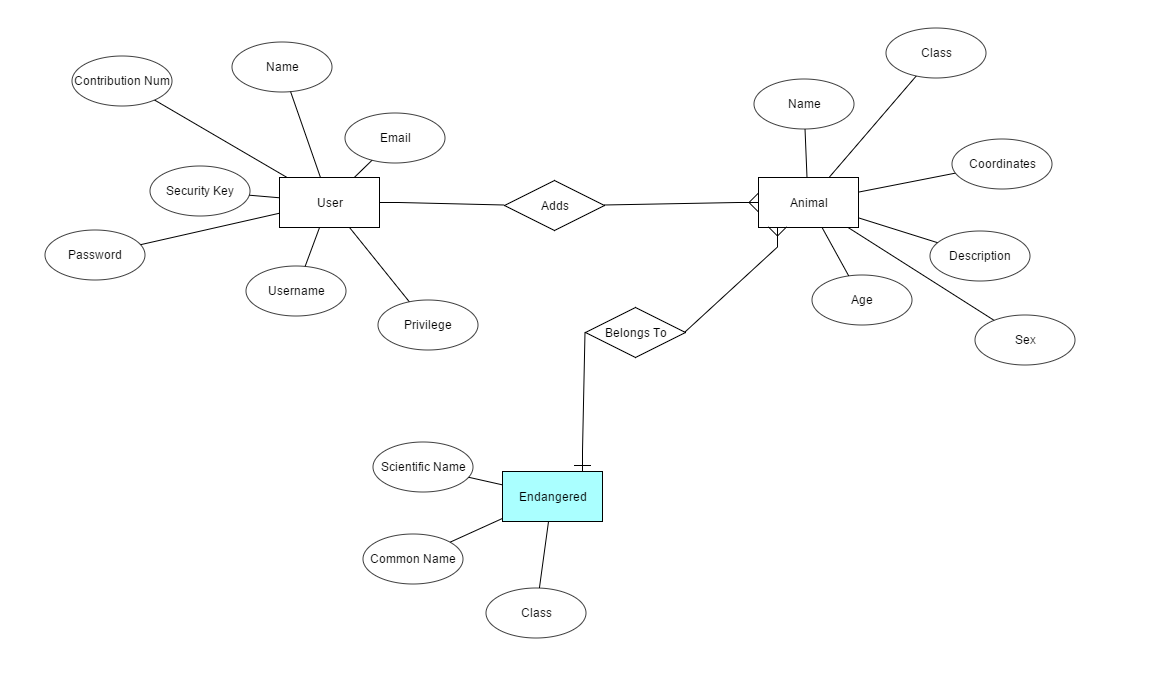 Class
Name
Contribution Num
Name
Email
Coordinates
Security Key
User
Adds
Animal
Password
Description
Username
Age
Privilege
Belongs To
Sex
Scientific Name
Endangered
Common Name
Class